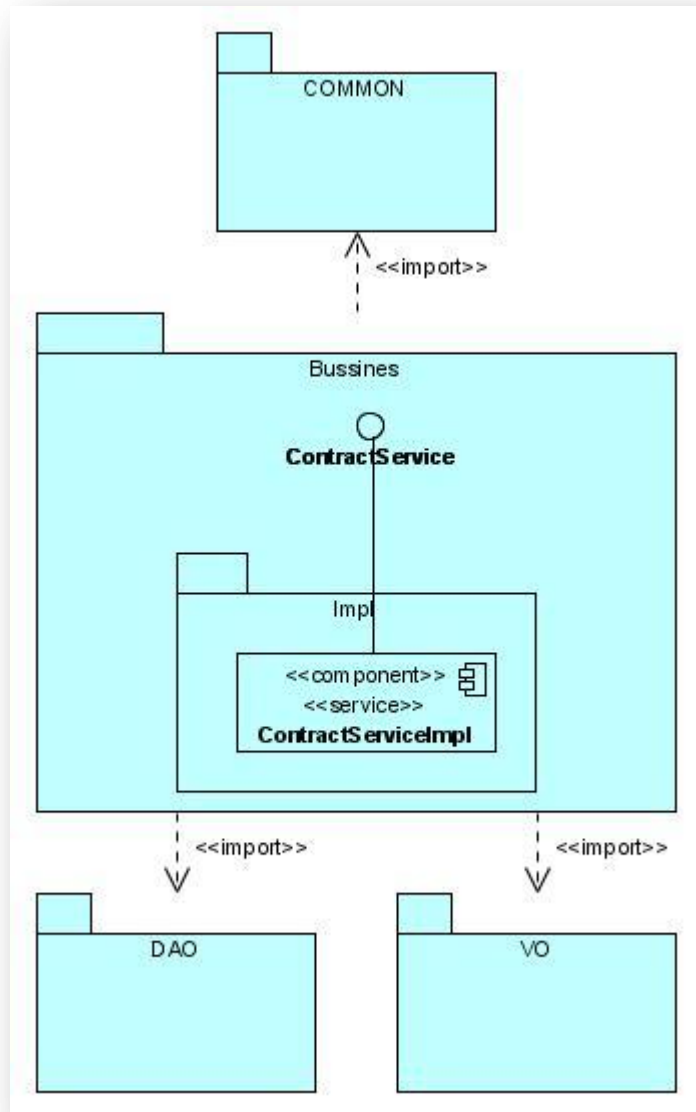 COMMON
<<import>>
Bussines
ContractService
Impl
<<component>>
<<service>>
ContractServiceImpl
<<import>>
<<import>>
DAO
VO